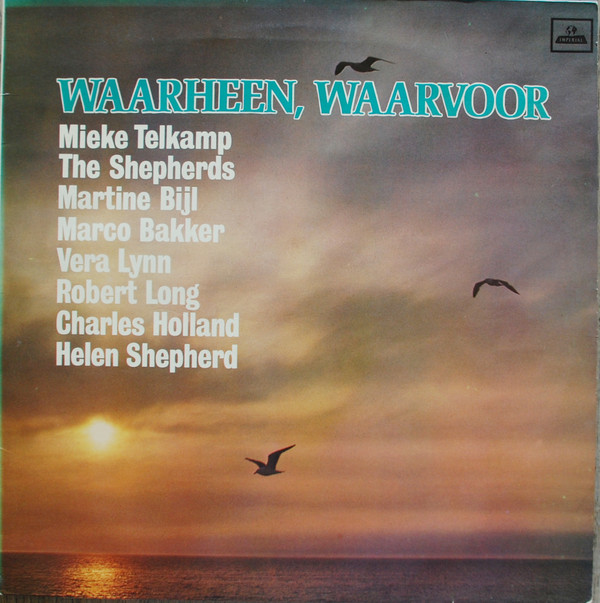 IMPERIAL
WAARHEEN, WAARVOOR
Mieke Telkamp
The Shepherds
Martine Bijl
Marco Bakker
Vera Lynn
Robert Long
Charles Holland
Helen Shepherd